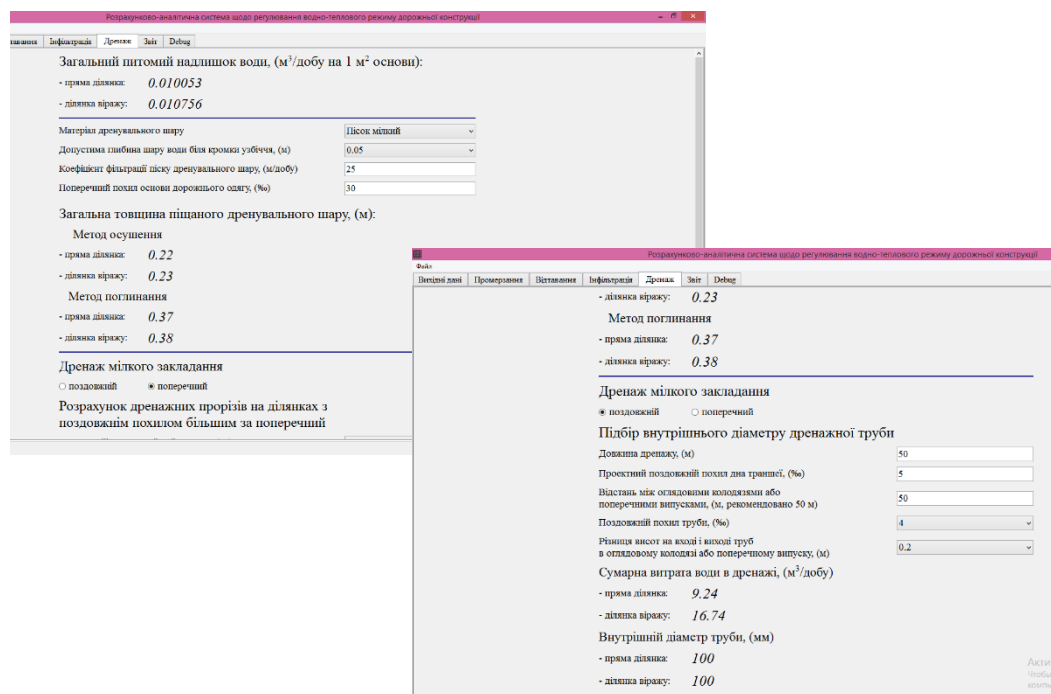 Розрахунково-аналітична система щодо регулювання водно-теплового режиму дорожньої конструкції
Інфільтрація Дренаж Звіт Debug
Загальний питомий надлишок води, (м³/добу на 1 м² основи):
- пряма ділянка: 0.010053
- ділянка віражу: 0.010756
Матеріал дренувального шару Пісок мілкий
Допустима глибина шару води біля кромки узбіччя, (м) 0.05
Коефіцієнт фільтрації піску дренувального шару, (м/добу) 25
Поперечний похил основи дорожнього одягу, (‰) 30
Загальна товщина піщаного дренувального шару, (м):
Метод осушення
- пряма ділянка: 0.22
- ділянка віражу: 0.23
Метод поглинання
- пряма ділянка: 0.37
- ділянка віражу: 0.38
Дренаж мілкого закладання
поздовжній поперечний
Розрахунок дренажних прорізів на ділянках з
поздовжнім похилом більшим за поперечний
Розрахунково-аналітична система щодо регулювання водно-теплового режиму дорожньої конструкції
Файл
Вихідні дані Промерзання Відтавання Інфільтрація Дренаж Звіт Debug
- ділянка віражу: 0.23
Метод поглинання
- пряма ділянка: 0.37
- ділянка віражу: 0.38
Дренаж мілкого закладання
поздовжній поперечний
Підбір внутрішнього діаметру дренажної труби
Довжина дренажу, (м) 50
Проектний поздовжній похил дна траншеї, (‰) 5
Відстань між оглядовими колодязями або
поперечними випусками, (м, рекомендовано 50 м) 50
Поздовжній похил труби, (‰) 4
Різниця висот на вході і виході труб
в оглядовому колодязі або поперечному випуску, (м) 0.2
Сумарна витрата води в дренажі, (м³/добу)
- пряма ділянка: 9.24
- ділянка віражу: 16.74
Внутрішній діаметр труби, (мм)
- пряма ділянка: 100
- ділянка віражу: 100